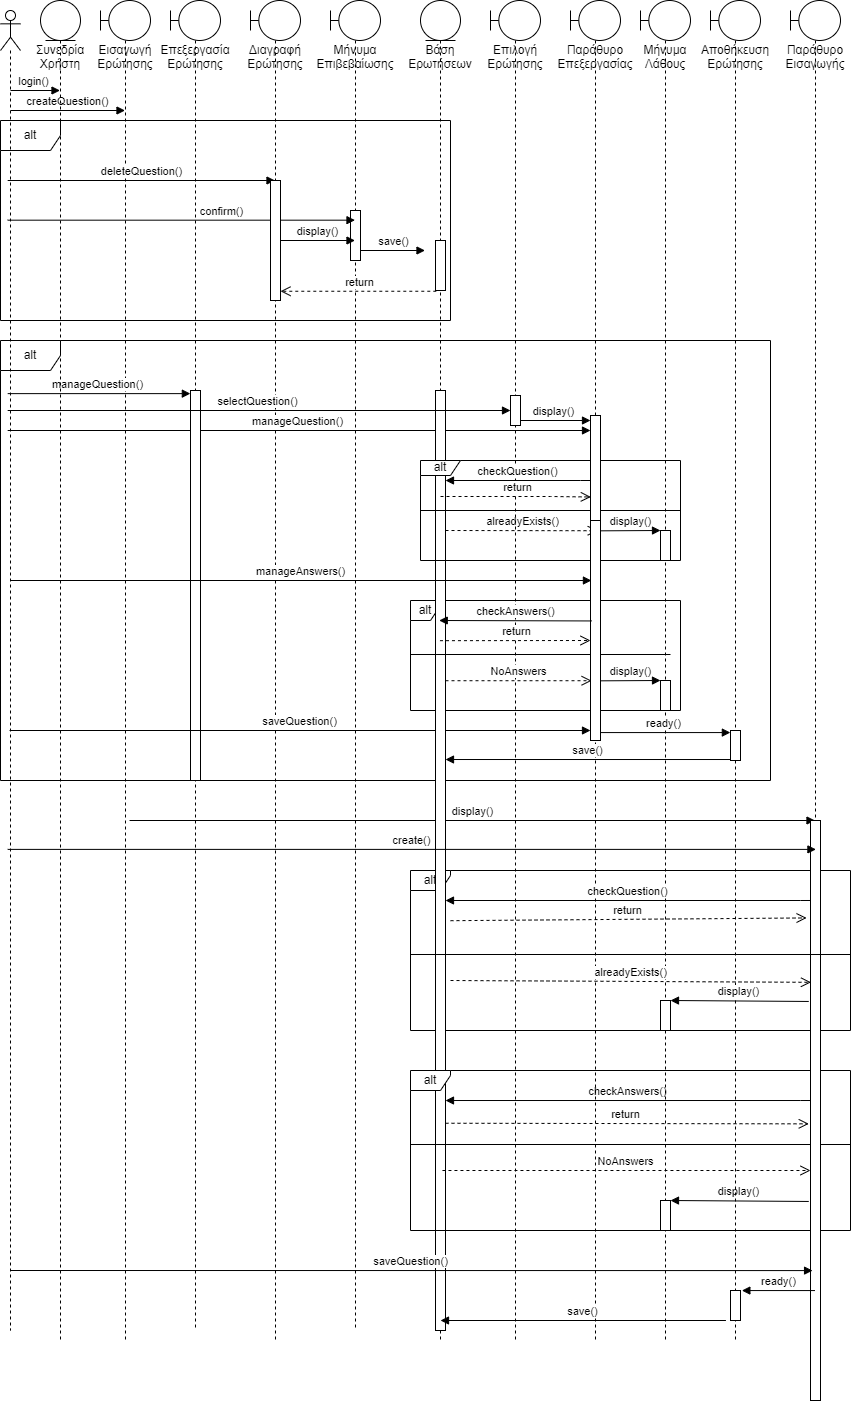 Συνεδρία
Χρήστη
Εισαγωγή
Ερώτησης
Επεξεργασία
Ερώτησης
Διαγραφή
Ερώτησης
Μήνυμα
Επιβεβαίωσης
Βάση
Ερωτήσεων
Επιλογή
Ερώτησης
Παράθυρο
Επεξεργασίας
Μήνυμα
Λάθους
Αποθήκευση
Ερώτησης
Παράθυρο
Εισαγωγής
login()
createQuestion()
alt
deleteQuestion()
confirm()
display()
save()
return
alt
manageQuestion()
selectQuestion()
display()
manageQuestion()
alt
checkQuestion()
return
alreadyExists()
display()
manageAnswers()
alt
checkAnswers()
return
NoAnswers
display()
saveQuestion()
ready()
save()
display()
create()
alt
checkQuestion()
return
alreadyExists()
display()
alt
checkAnswers()
return
NoAnswers
display()
saveQuestion()
ready()
save()